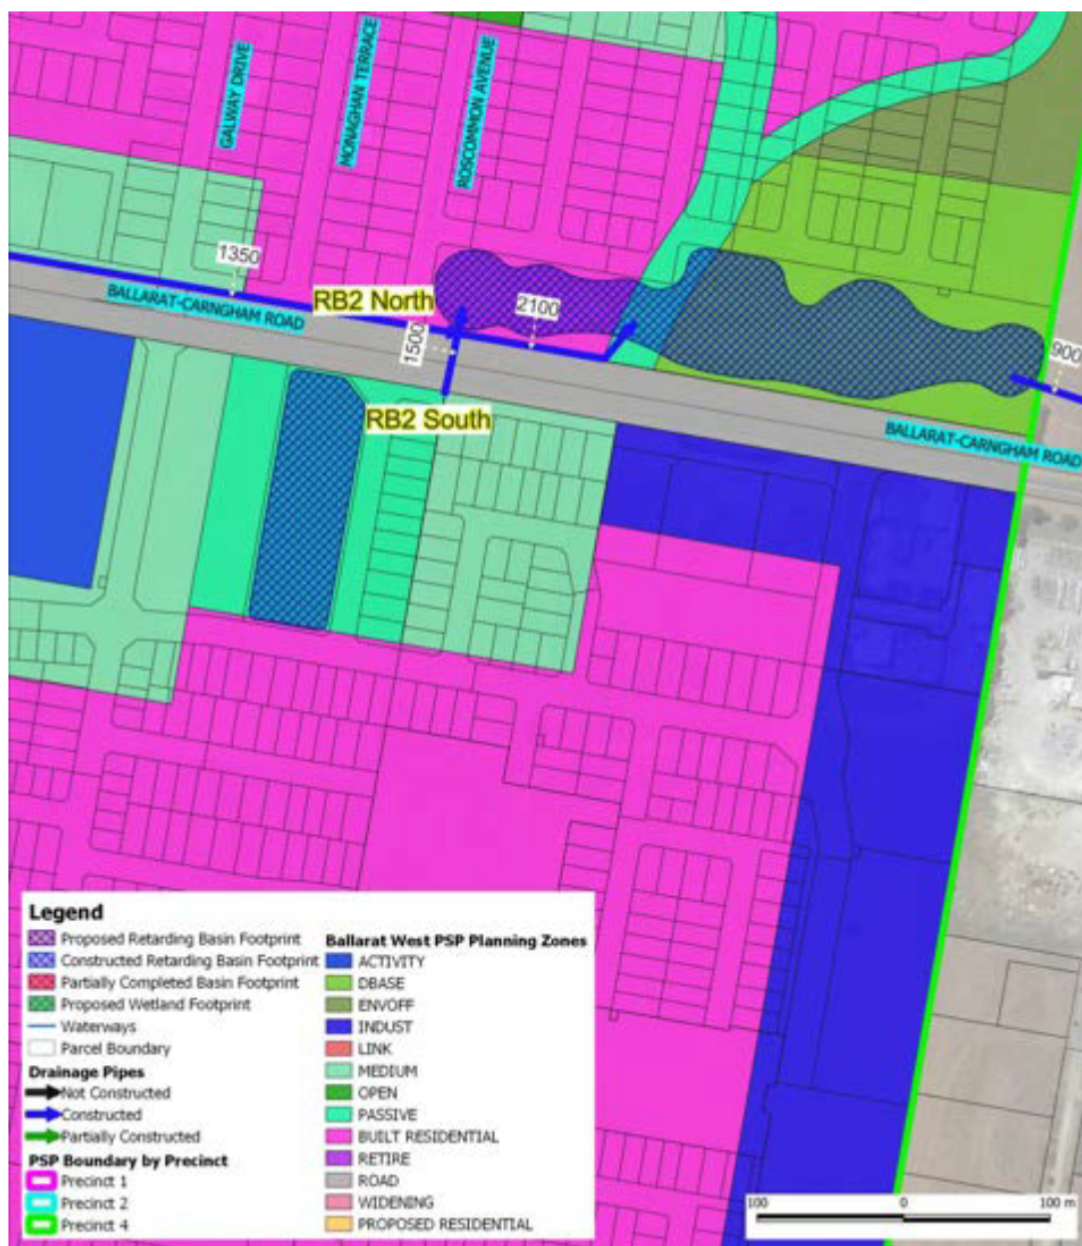 GALWAY DRIVE
MONAGHAN TERRACE
ROSCOMMON AVENUE
1350
BALLARAT-CARNGHAM ROAD
RB2 North
2100
1500
900
RB2 South
BALLARAT-CARNGHAM ROAD
Legend
Proposed Retarding Basin Footprint
Constructed Retarding Basin Footprint
Partially Completed Basin Footprint
Proposed Wetland Footprint
Waterways
Parcel Boundary
Drainage Pipes
Not Constructed
Constructed
Partially Constructed
PSP Boundary by Precinct
Precinct 1
Precinct 2
Precinct 4
Ballarat West PSP Planning Zones
ACTIVITY
DBASE
ENVOFF
INDUST
LINK
MEDIUM
OPEN
PASSIVE
BUILT RESIDENTIAL
RETIRE
ROAD
WIDENING
PROPOSED RESIDENTIAL
100 0 100 m